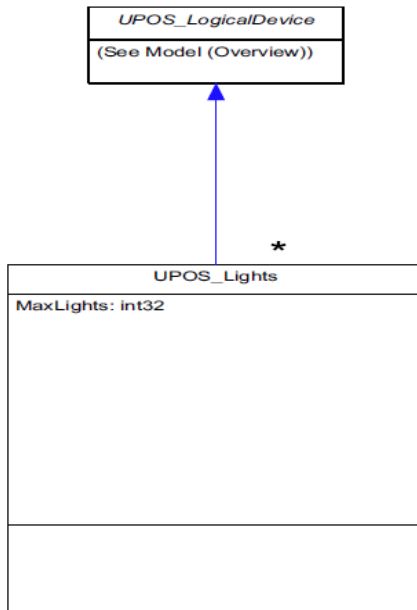 UPOS_LogicalDevice
(See Model (Overview))
*
UPOS_Lights
MaxLights: int32